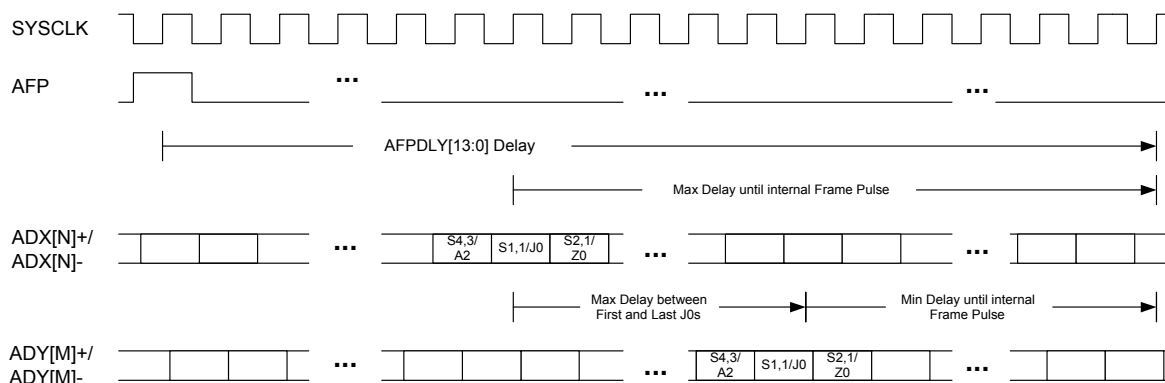 SYSCLK
AFP
...
...
...
AFPDLY[13:0] Delay
Max Delay until internal Frame Pulse
ADX[N]+/
ADX[N]-
...
S4,3/
A2
S1,1/J0
S2,1/
Z0
...
...
Max Delay between
First and Last J0s
Min Delay until internal
Frame Pulse
ADY[M]+/
ADY[M]-
...
...
S4,3/
A2
S1,1/J0
S2,1/
Z0
...